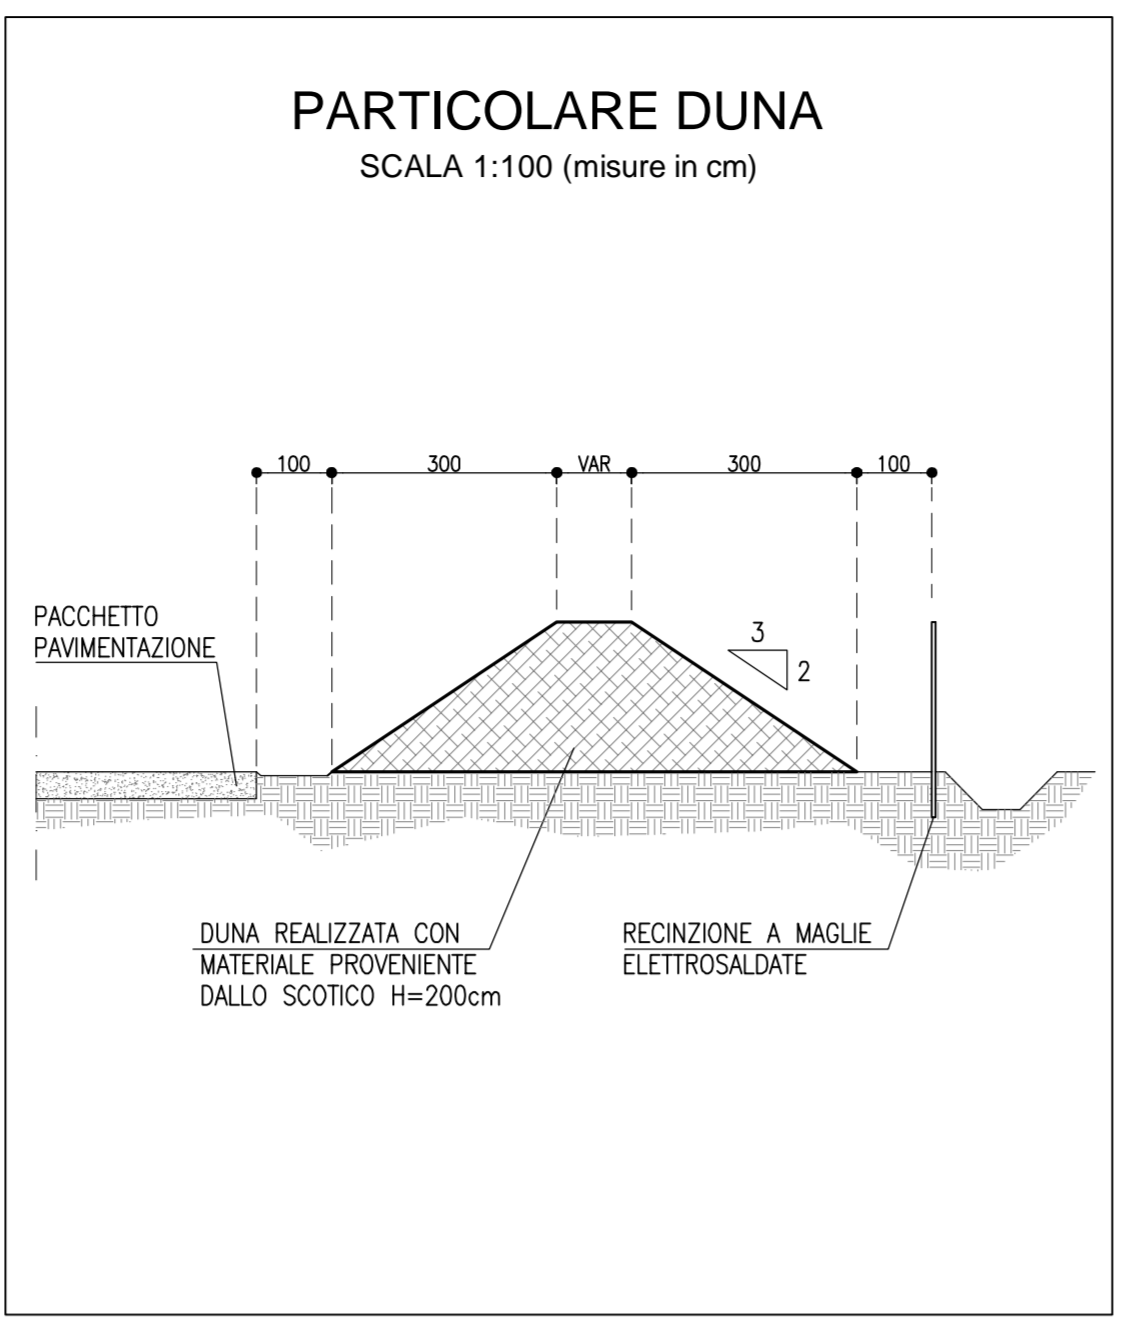 PARTICOLARE DUNA
SCALA 1:100 (misure in cm)
100 300 VAR 300 100
PACCHETTO
PAVIMENTAZIONE
3
2
DUNA REALIZZATA CON
MATERIALE PROVENIENTE
DALLO SCOTICO H=200cm
RECINZIONE A MAGLIE
ELETTROSALDATE